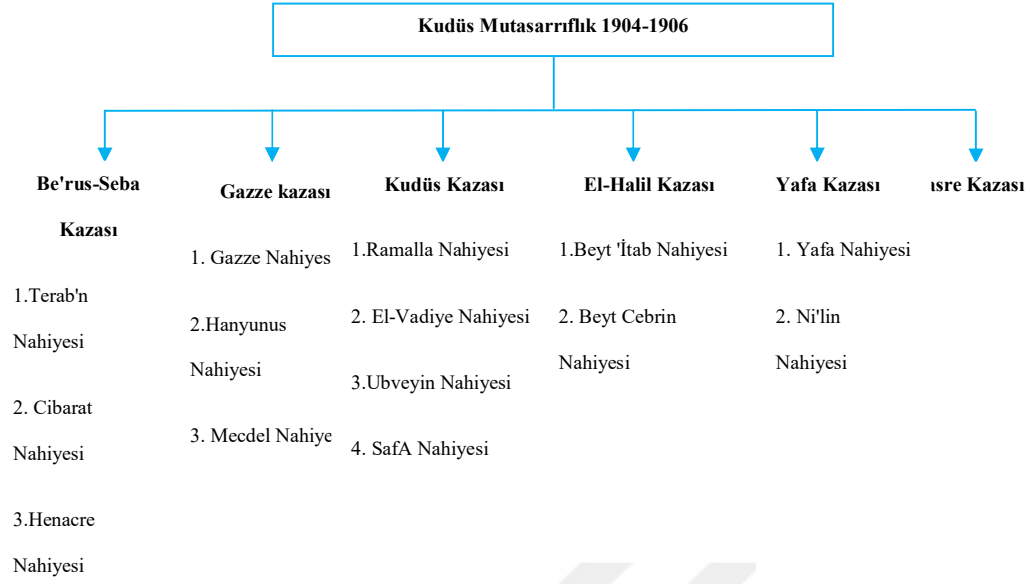 Kudüs Mutasarrıflık 1904-1906
Be'rus-Seba
Kazası
1.Terab'n
Nahiyesi
2. Cibarat
Nahiyesi
3.Henacre
Nahiyesi
Gazze kazası
1. Gazze Nahiyes
2.Hanyunus
Nahiyesi
3. Mecdel Nahiye
Kudüs Kazası
1.Ramalla Nahiyesi
2. El-Vadiye Nahiyesi
3.Ubveyin Nahiyesi
4. SafA Nahiyesi
El-Halil Kazası
1.Beyt 'İtab Nahiyesi
2. Beyt Cebrin
Nahiyesi
Yafa Kazası
1. Yafa Nahiyesi
2. Ni'lin
Nahiyesi
Kazası